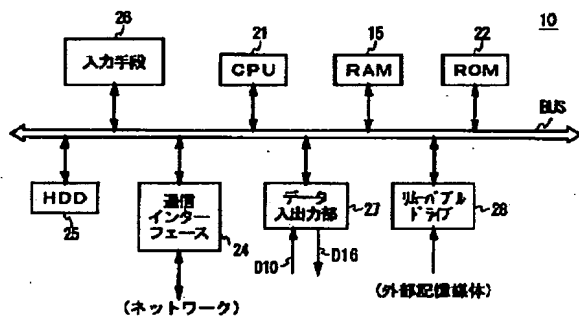 10
26
21
15
22
入力手段
CPU
RAM
ROM
BUS
HDD
25
通信
インター
フェース
24
データ
入出力部
27
リムーバブル
ドライブ
28
D10
D16
(ネットワーク)
(外部記憶媒体)